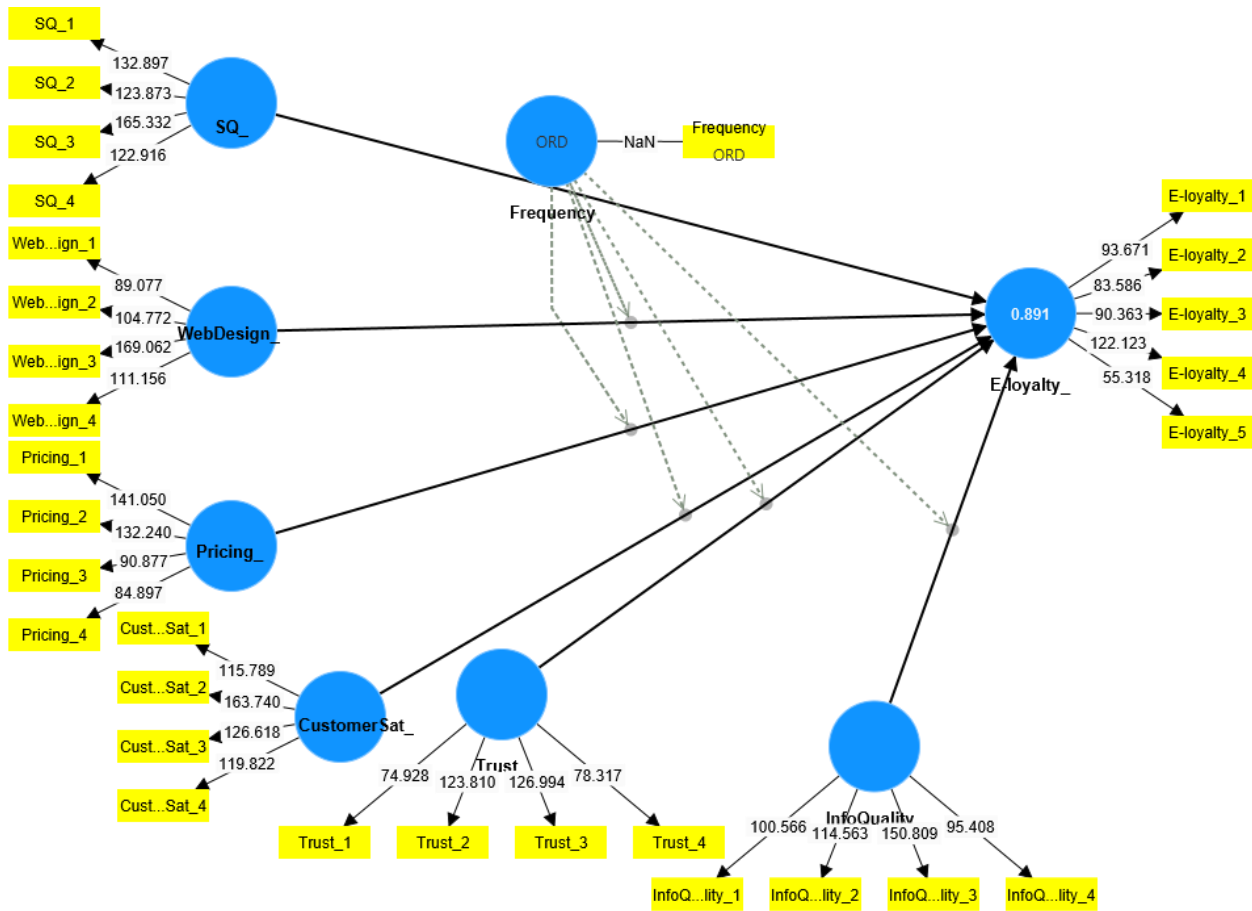 SQ_1
132.897
SQ_2
123.873
SQ_3
165.332
SQ_4
122.916
SQ_
Web...ign_1
89.077
Web...ign_2
104.772
Web...ign_3
169.062
Web...ign_4
111.156
WebDesign_
Pricing_1
141.050
Pricing_2
132.240
Pricing_3
90.877
Pricing_4
84.897
Pricing_
Cust...Sat_1
115.789
Cust...Sat_2
163.740
Cust...Sat_3
126.618
Cust...Sat_4
119.822
CustomerSat_
ORD
Frequency
NaN
Frequency
ORD
Trust
74.928
123.810
126.994
78.317
Trust_1
Trust_2
Trust_3
Trust_4
InfoQuality
100.566
114.563
150.809
95.408
InfoQ...lity_1
InfoQ...lity_2
InfoQ...lity_3
InfoQ...lity_4
0.891
E-loyalty_
93.671
83.586
90.363
122.123
55.318
E-loyalty_1
E-loyalty_2
E-loyalty_3
E-loyalty_4
E-loyalty_5